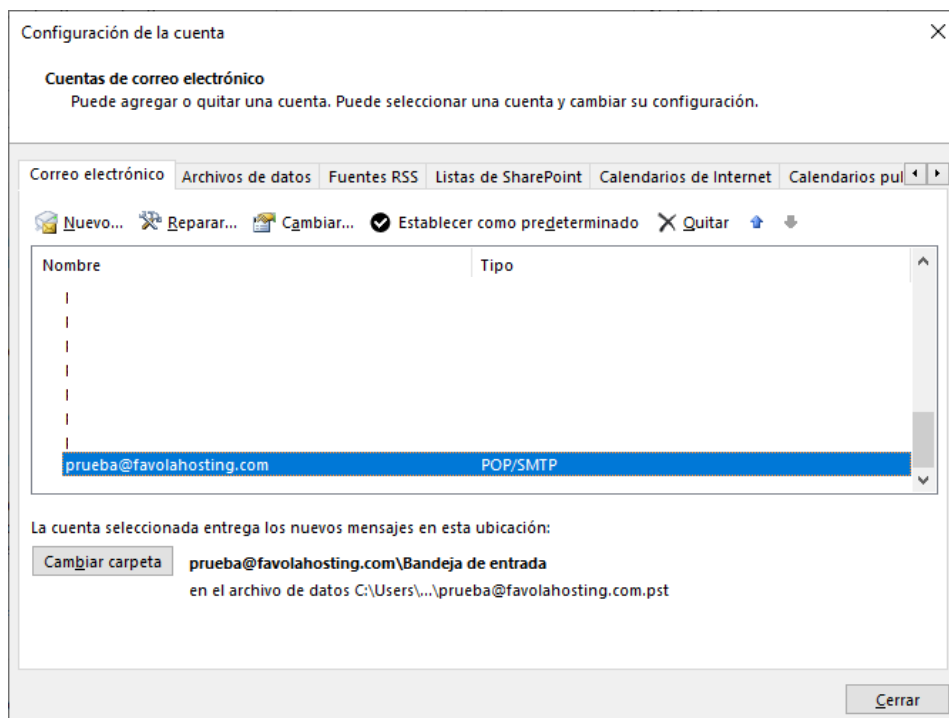 Configuración de la cuenta
Cuentas de correo electrónico
Puede agregar o quitar una cuenta. Puede seleccionar una cuenta y cambiar su configuración.
Correo electrónico Archivos de datos Fuentes RSS Listas de SharePoint Calendarios de Internet Calendarios pul
Nuevo... Reparar... Cambiar... Establecer como predeterminado Quitar
Nombre Tipo
prueba@favolahosting.com POP/SMTP
La cuenta seleccionada entrega los nuevos mensajes en esta ubicación:
Cambiar carpeta prueba@favolahosting.com\Bandeja de entrada
en el archivo de datos C:\Users\...\prueba@favolahosting.com.pst
Cerrar